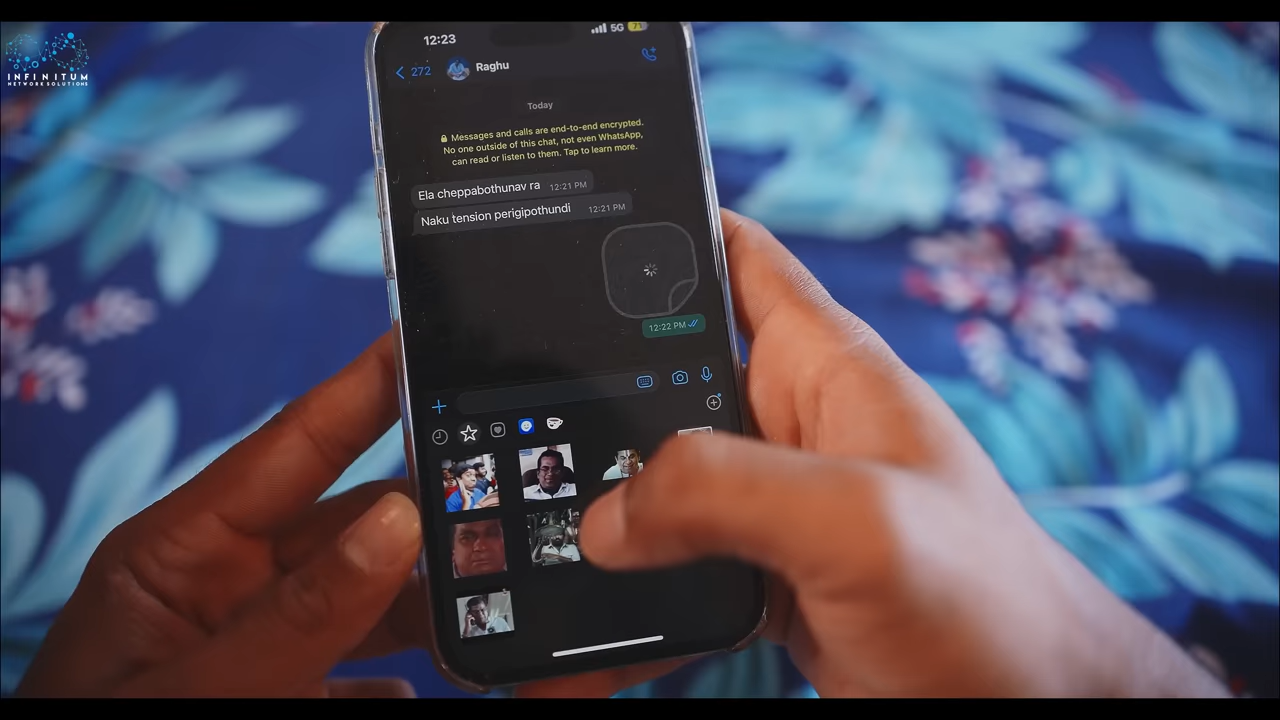 INFINITUM
NETWORK SOLUTIONS
12:23
5G
71
272
Raghu
Today
Messages and calls are end-to-end encrypted.
No one outside of this chat, not even WhatsApp,
can read or listen to them. Tap to learn more.
Ela cheppabothunav ra 12:21 PM
Naku tension perigipothundi 12:21 PM
12:22 PM